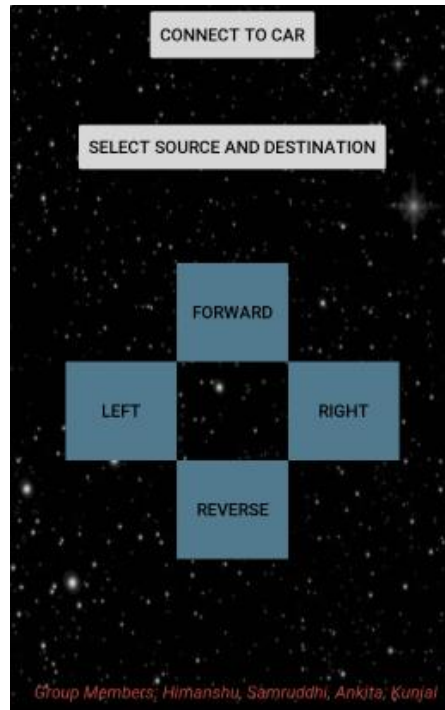 CONNECT TO CAR
SELECT SOURCE AND DESTINATION
FORWARD
LEFT RIGHT
REVERSE
Group Members; Himanshu, Samruddhi, Ankita, Kunjal